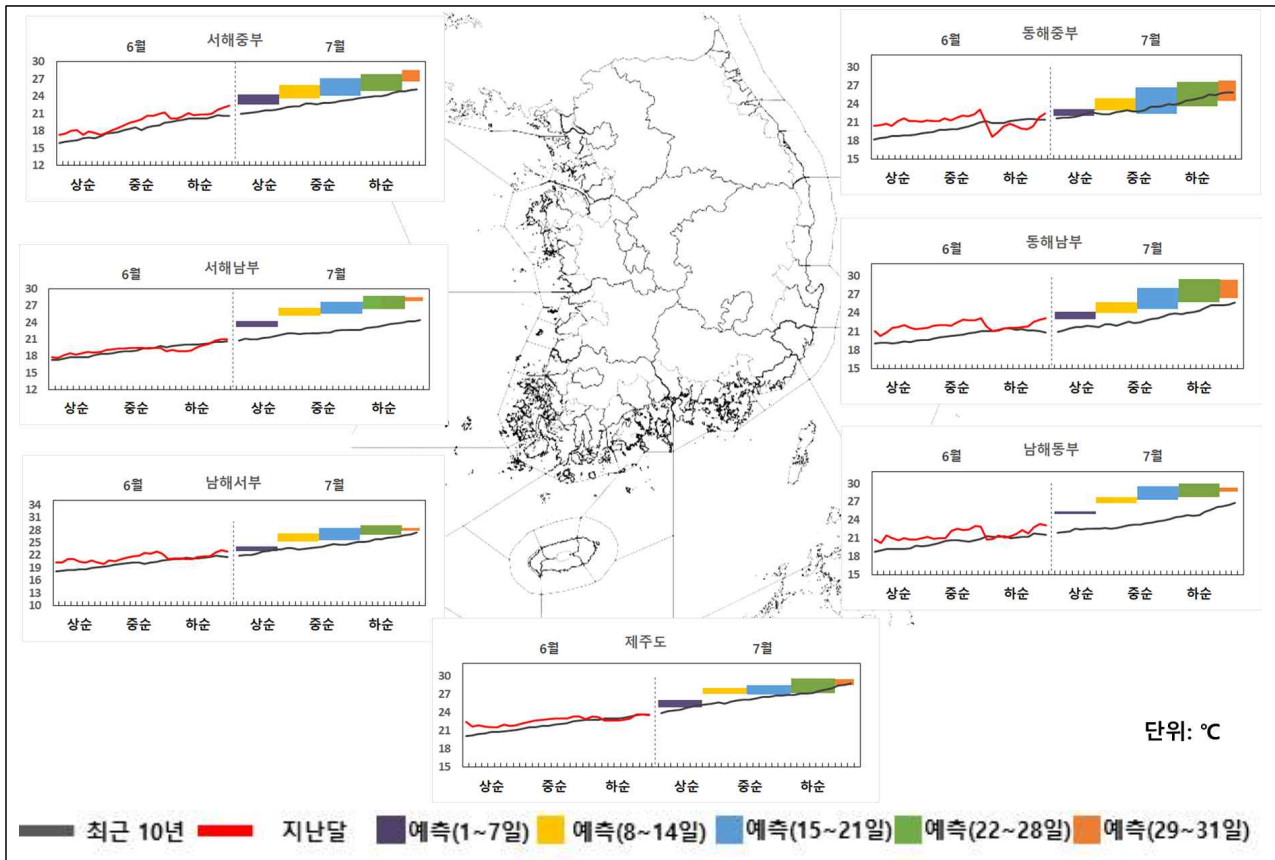 서해중부
6월 7월
30
27
24
21
18
15
12
상순 중순 하순 상순 중순 하순
동해중부
6월 7월
30
27
24
21
18
15
상순 중순 하순 상순 중순 하순
서해남부
6월 7월
30
27
24
21
18
15
12
상순 중순 하순 상순 중순 하순
동해남부
6월 7월
30
27
24
21
18
15
상순 중순 하순 상순 중순 하순
남해서부
6월 7월
34
31
28
25
22
19
16
13
10
상순 중순 하순 상순 중순 하순
남해동부
6월 7월
30
27
24
21
18
15
상순 중순 하순 상순 중순 하순
제주도
6월 7월
30
27
24
21
18
15
상순 중순 하순 상순 중순 하순
단위: ℃
최근 10년 지난달 예측(1~7일) 예측(8~14일) 예측(15~21일) 예측(22~28일) 예측(29~31일)